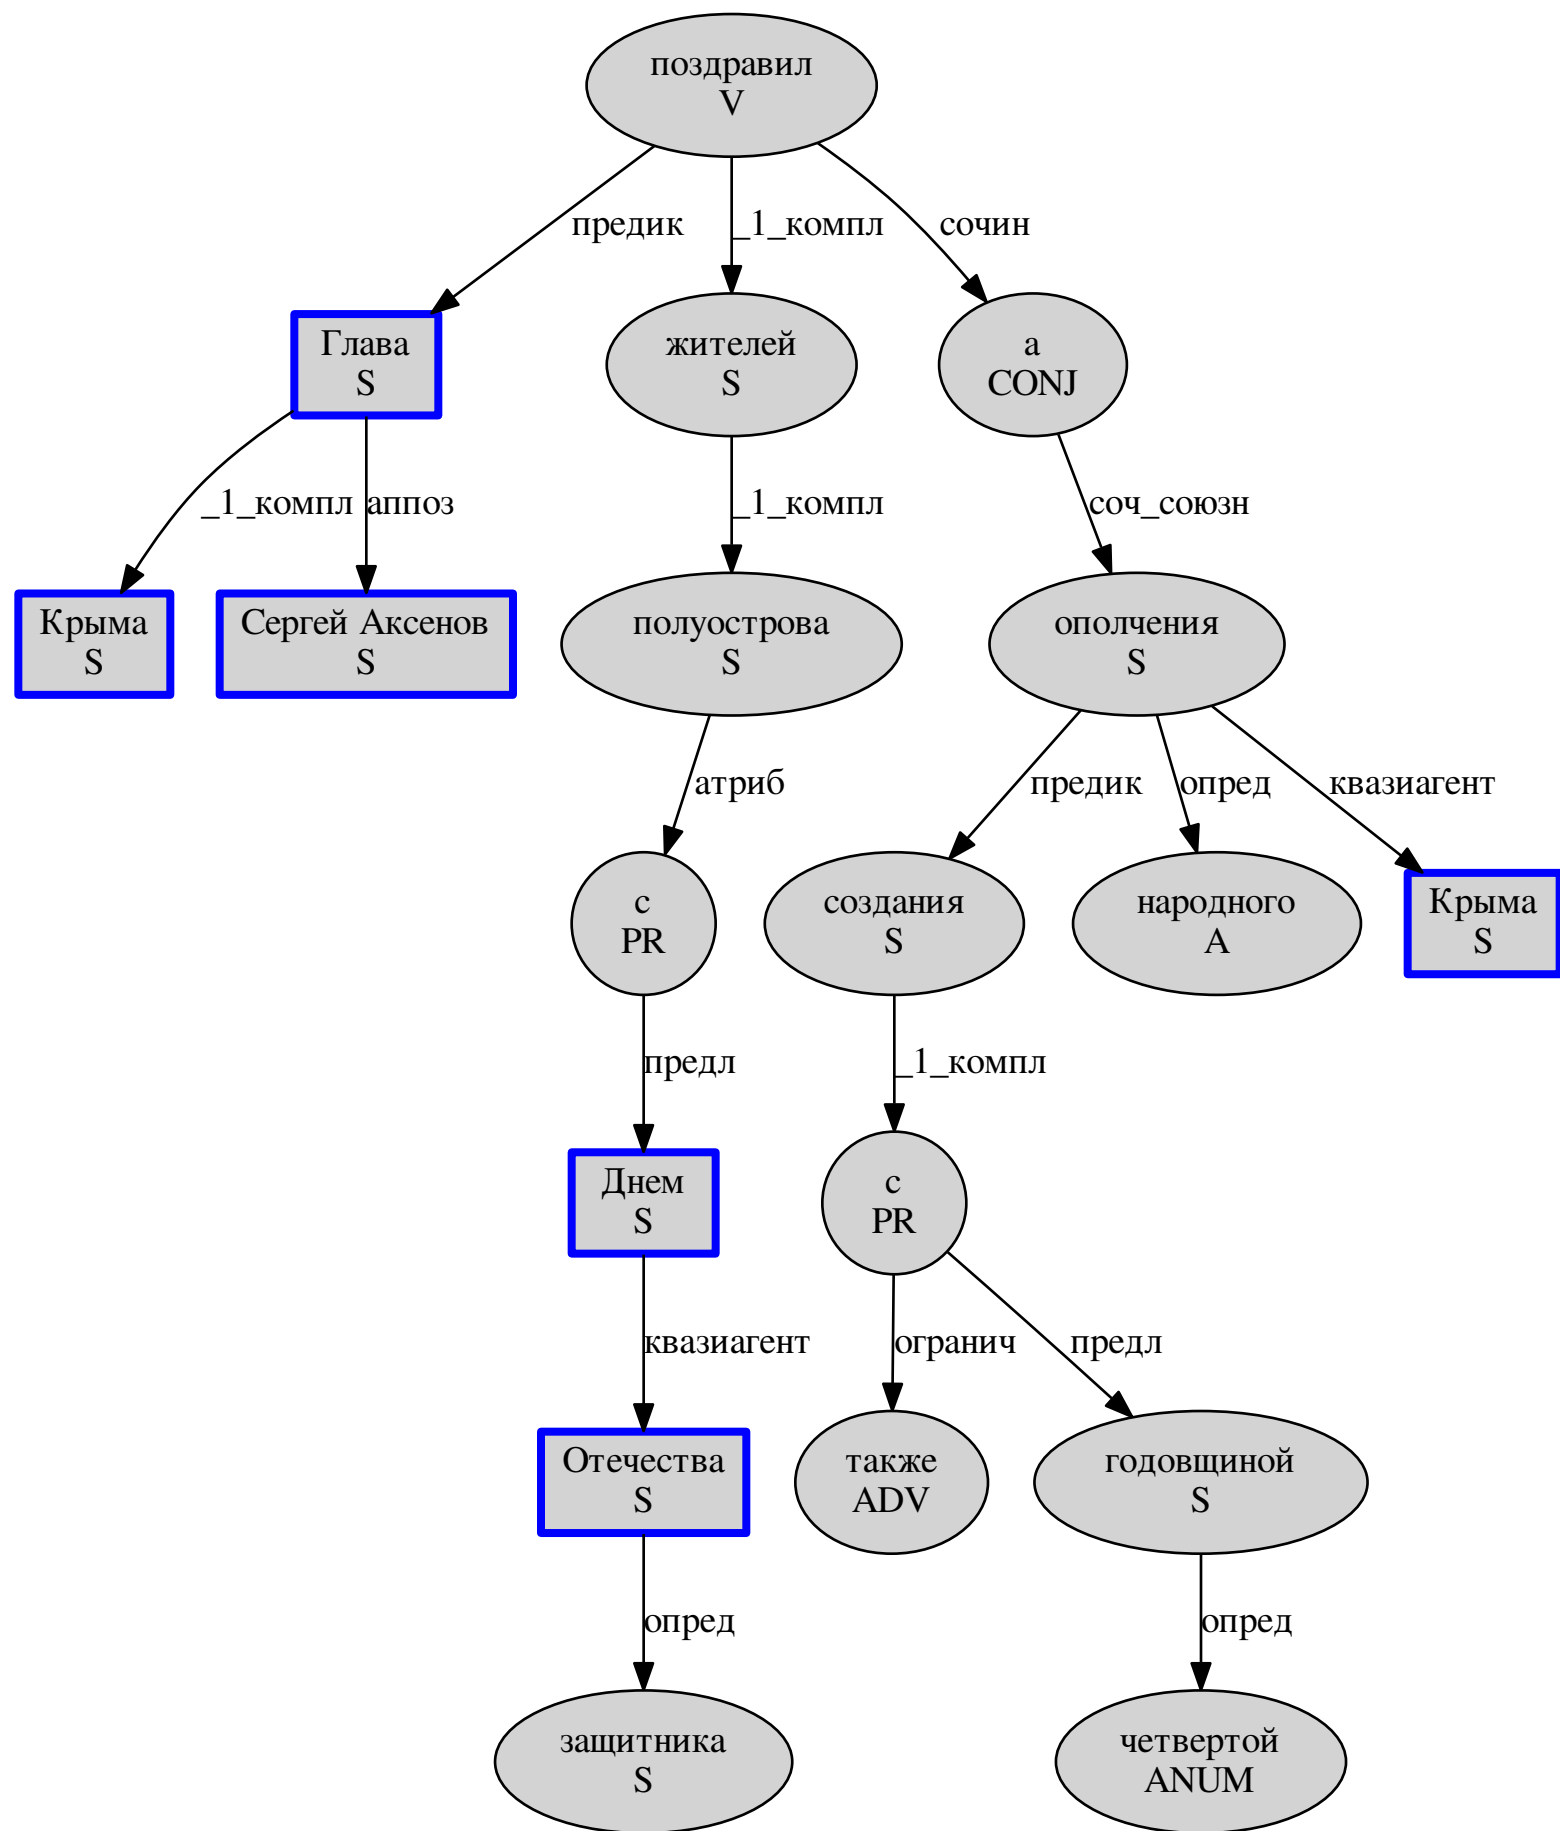 поздравил
V
предик
_1_компл
сочин
Глава
S
жителей
S
а
CONJ
_1_компл
аппоз
_1_компл
соч_союзн
Крыма
S
Сергей Аксенов
S
полуострова
S
ополчения
S
атриб
предик
опред
квазиагент
с
PR
создания
S
народного
A
Крыма
S
предл
_1_компл
Днем
S
с
PR
квазиагент
огранич
предл
Отечества
S
также
ADV
годовщиной
S
опред
опред
защитника
S
четвертой
ANUM